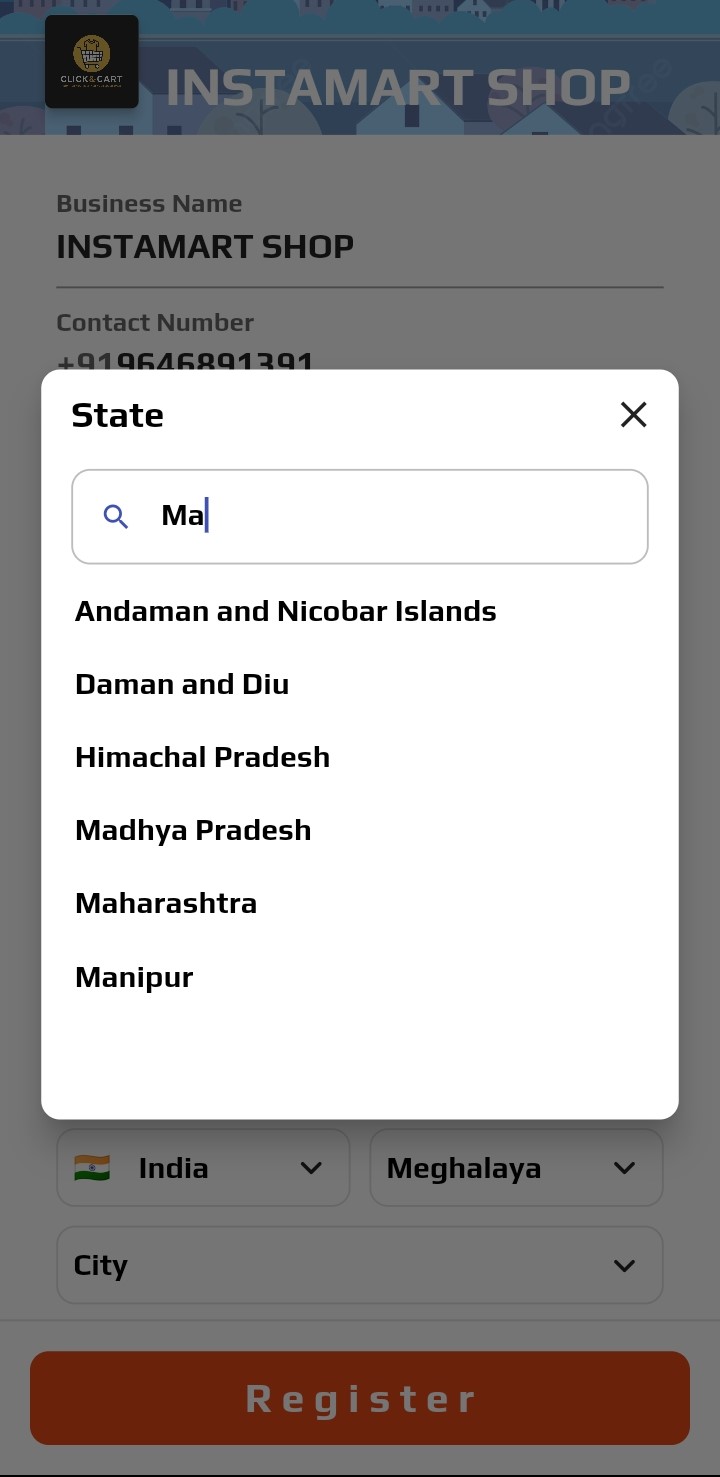 CLICK&CART
INSTAMART SHOP
Business Name
INSTAMART SHOP
Contact Number
+919646891391
State
Ma
Andaman and Nicobar Islands
Daman and Diu
Himachal Pradesh
Madhya Pradesh
Maharashtra
Manipur
India
Meghalaya
City
Register